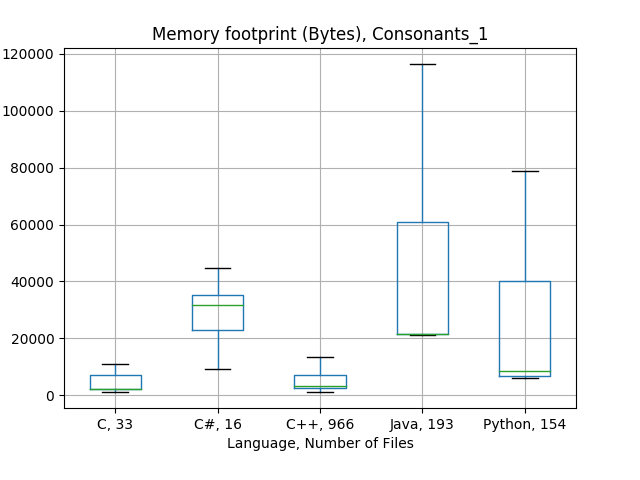 Memory footprint (Bytes), Consonants_1
120000
100000
80000
60000
40000
20000
0
C, 33
C#, 16
C++, 966
Java, 193
Python, 154
Language, Number of Files